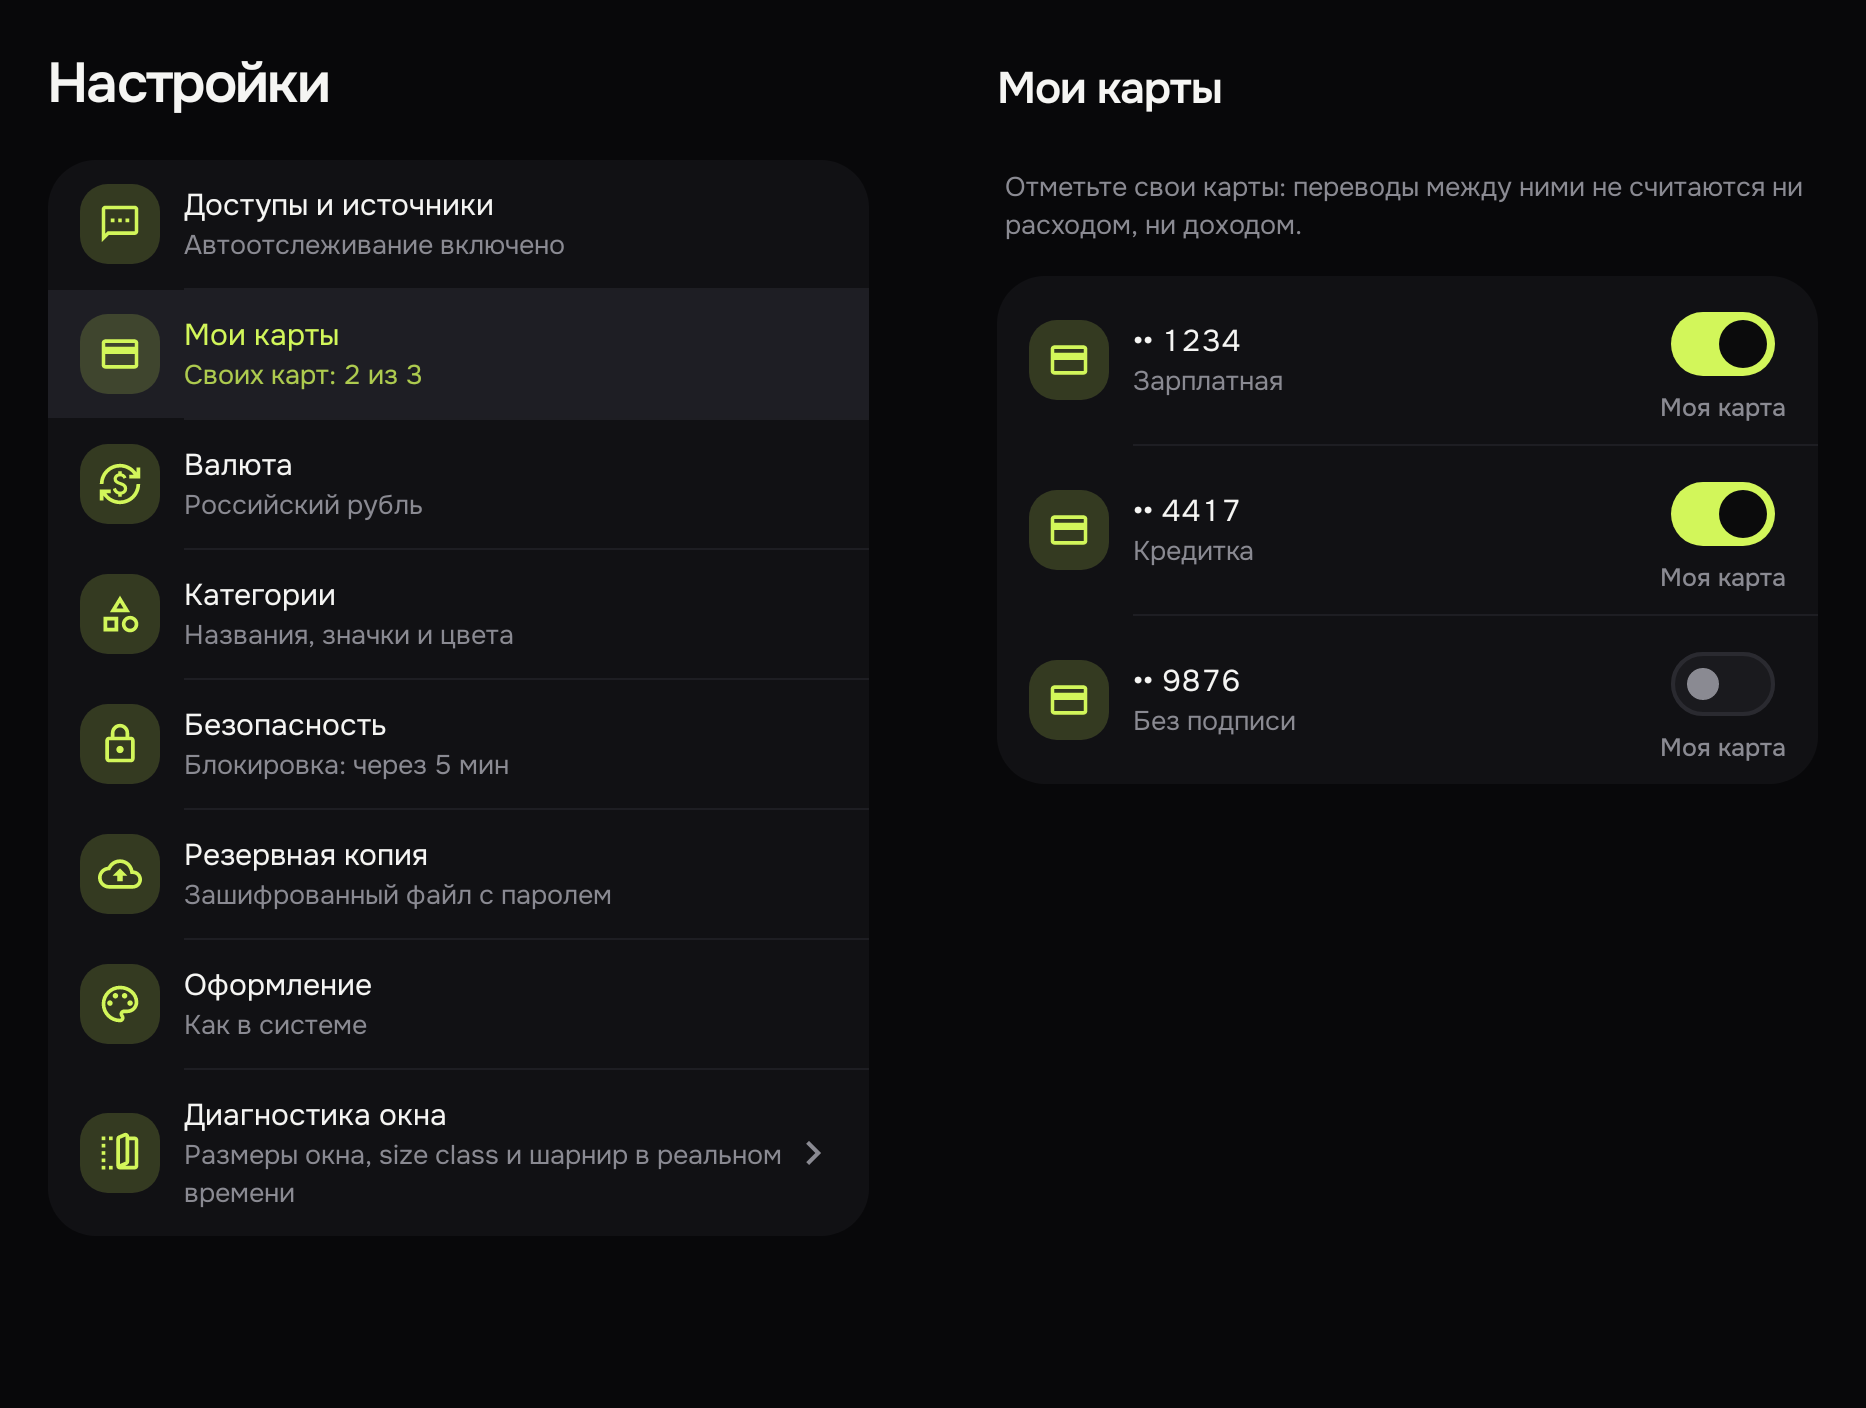 Настройки
Доступы и источники
Автоотслеживание включено
Мои карты
Своих карт: 2 из 3
Валюта
Российский рубль
Категории
Названия, значки и цвета
Безопасность
Блокировка: через 5 мин
Резервная копия
Зашифрованный файл с паролем
Оформление
Как в системе
Диагностика окна
Размеры окна, size class и шарнир в реальном
времени
Мои карты
Отметьте свои карты: переводы между ними не считаются ни
расходом, ни доходом.
•• 1234
Зарплатная
Моя карта
•• 4417
Кредитка
Моя карта
•• 9876
Без подписи
Моя карта